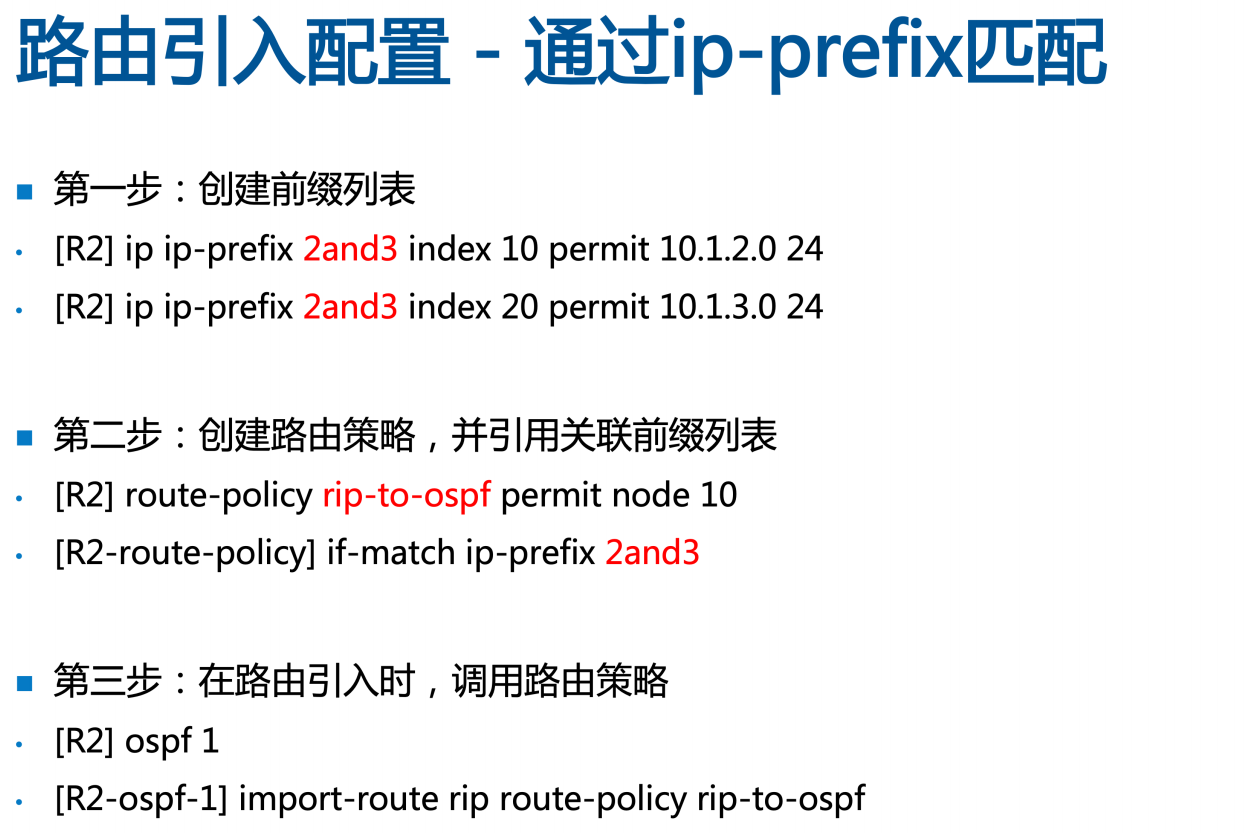 路由引入配置 - 通过ip-prefix匹配
第一步：创建前缀列表
[R2] ip ip-prefix 2and3 index 10 permit 10.1.2.0 24
[R2] ip ip-prefix 2and3 index 20 permit 10.1.3.0 24
第二步：创建路由策略，并引用关联前缀列表
[R2] route-policy rip-to-ospf permit node 10
[R2-route-policy] if-match ip-prefix 2and3
第三步：在路由引入时，调用路由策略
[R2] ospf 1
[R2-ospf-1] import-route rip route-policy rip-to-ospf